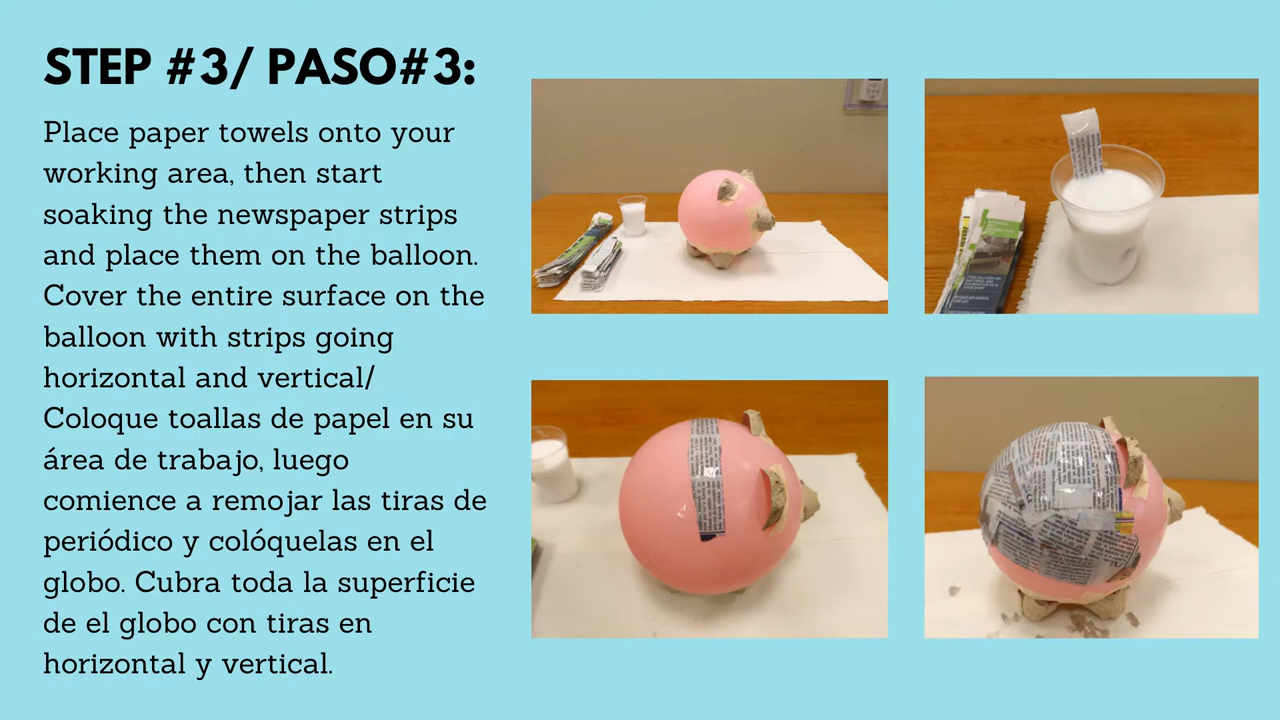 STEP #3/ PASO#3:
Place paper towels onto your
working area, then start
soaking the newspaper strips
and place them on the balloon.
Cover the entire surface on the
balloon with strips going
horizontal and vertical/
Coloque toallas de papel en su
área de trabajo, luego
comience a remojar las tiras de
periódico y colóquelas en el
globo. Cubra toda la superficie
de el globo con tiras en
horizontal y vertical.